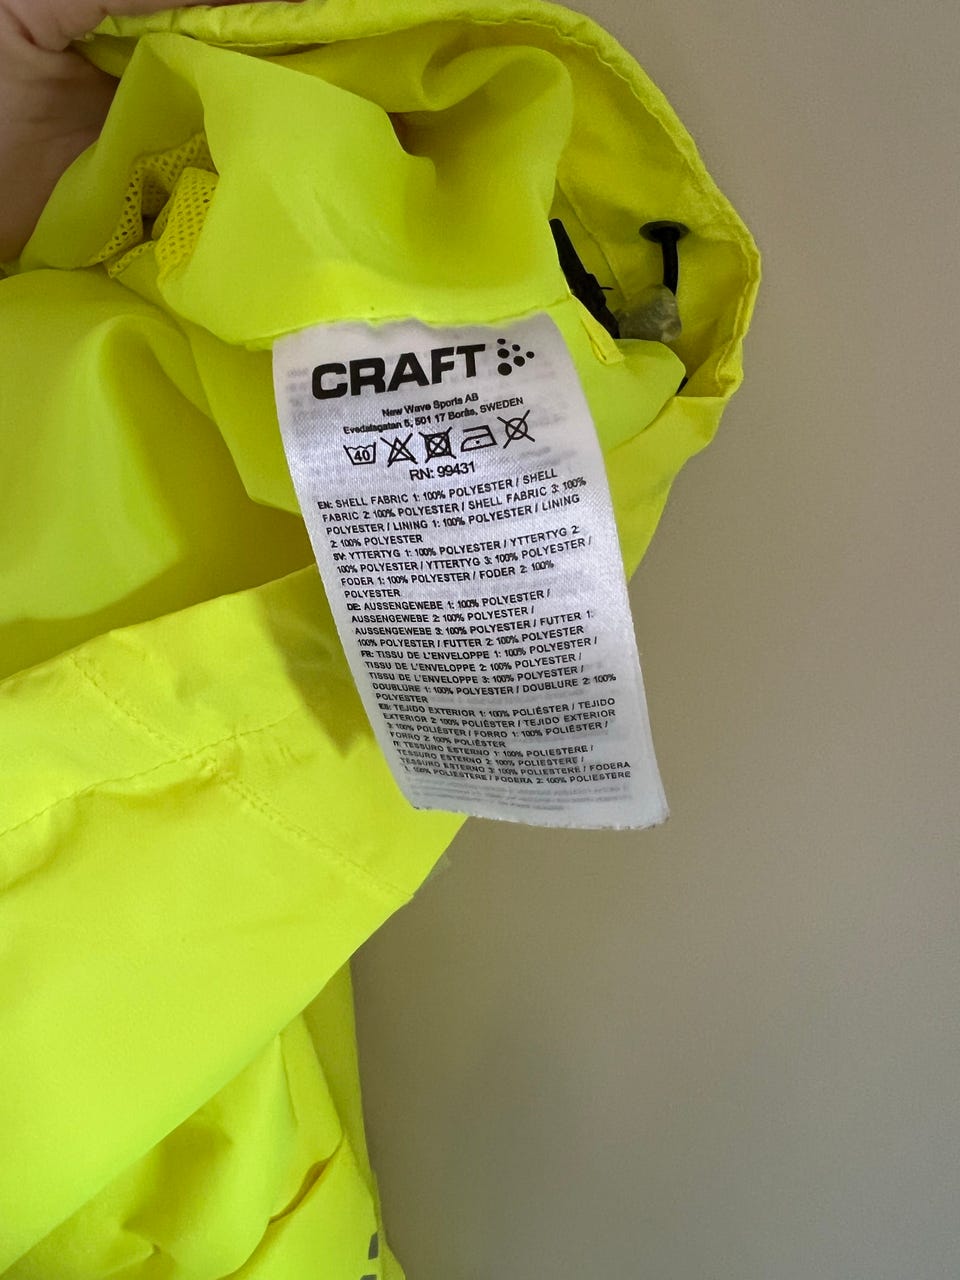 CRAFT
New Wave Sports AB
Evedalsgatan 5, 501 17 Borås, SWEDEN
40
RN: 99431
EN: SHELL FABRIC 1: 100% POLYESTER / SHELL
FABRIC 2: 100% POLYESTER / SHELL FABRIC 3: 100%
POLYESTER / LINING 1: 100% POLYESTER / LINING
2: 100% POLYESTER
SV: YTTERTYG 1: 100% POLYESTER / YTTERTYG 2:
100% POLYESTER / YTTERTYG 3: 100% POLYESTER /
FODER 1: 100% POLYESTER / FODER 2: 100%
POLYESTER
DE: AUSSENGEWEBE 1: 100% POLYESTER /
AUSSENGEWEBE 2: 100% POLYESTER /
AUSSENGEWEBE 3: 100% POLYESTER / FUTTER 1:
100% POLYESTER / FUTTER 2: 100% POLYESTER
FR: TISSU DE L'ENVELOPPE 1: 100% POLYESTER /
TISSU DE L'ENVELOPPE 2: 100% POLYESTER /
TISSU DE L'ENVELOPPE 3: 100% POLYESTER /
DOUBLURE 1: 100% POLYESTER / DOUBLURE 2: 100%
POLYESTER
ES: TEJIDO EXTERIOR 1: 100% POLIÉSTER / TEJIDO
EXTERIOR 2: 100% POLIÉSTER / TEJIDO EXTERIOR
3: 100% POLIÉSTER / FORRO 1: 100% POLIÉSTER /
FORRO 2: 100% POLIÉSTER
IT: TESSURO ESTERNO 1: 100% POLIESTERE /
TESSURO ESTERNO 2: 100% POLIESTERE /
TESSURO ESTERNO 3: 100% POLIESTERE / FODERA
1: 100% POLIESTERE / FODERA 2: 100% POLIESTERE